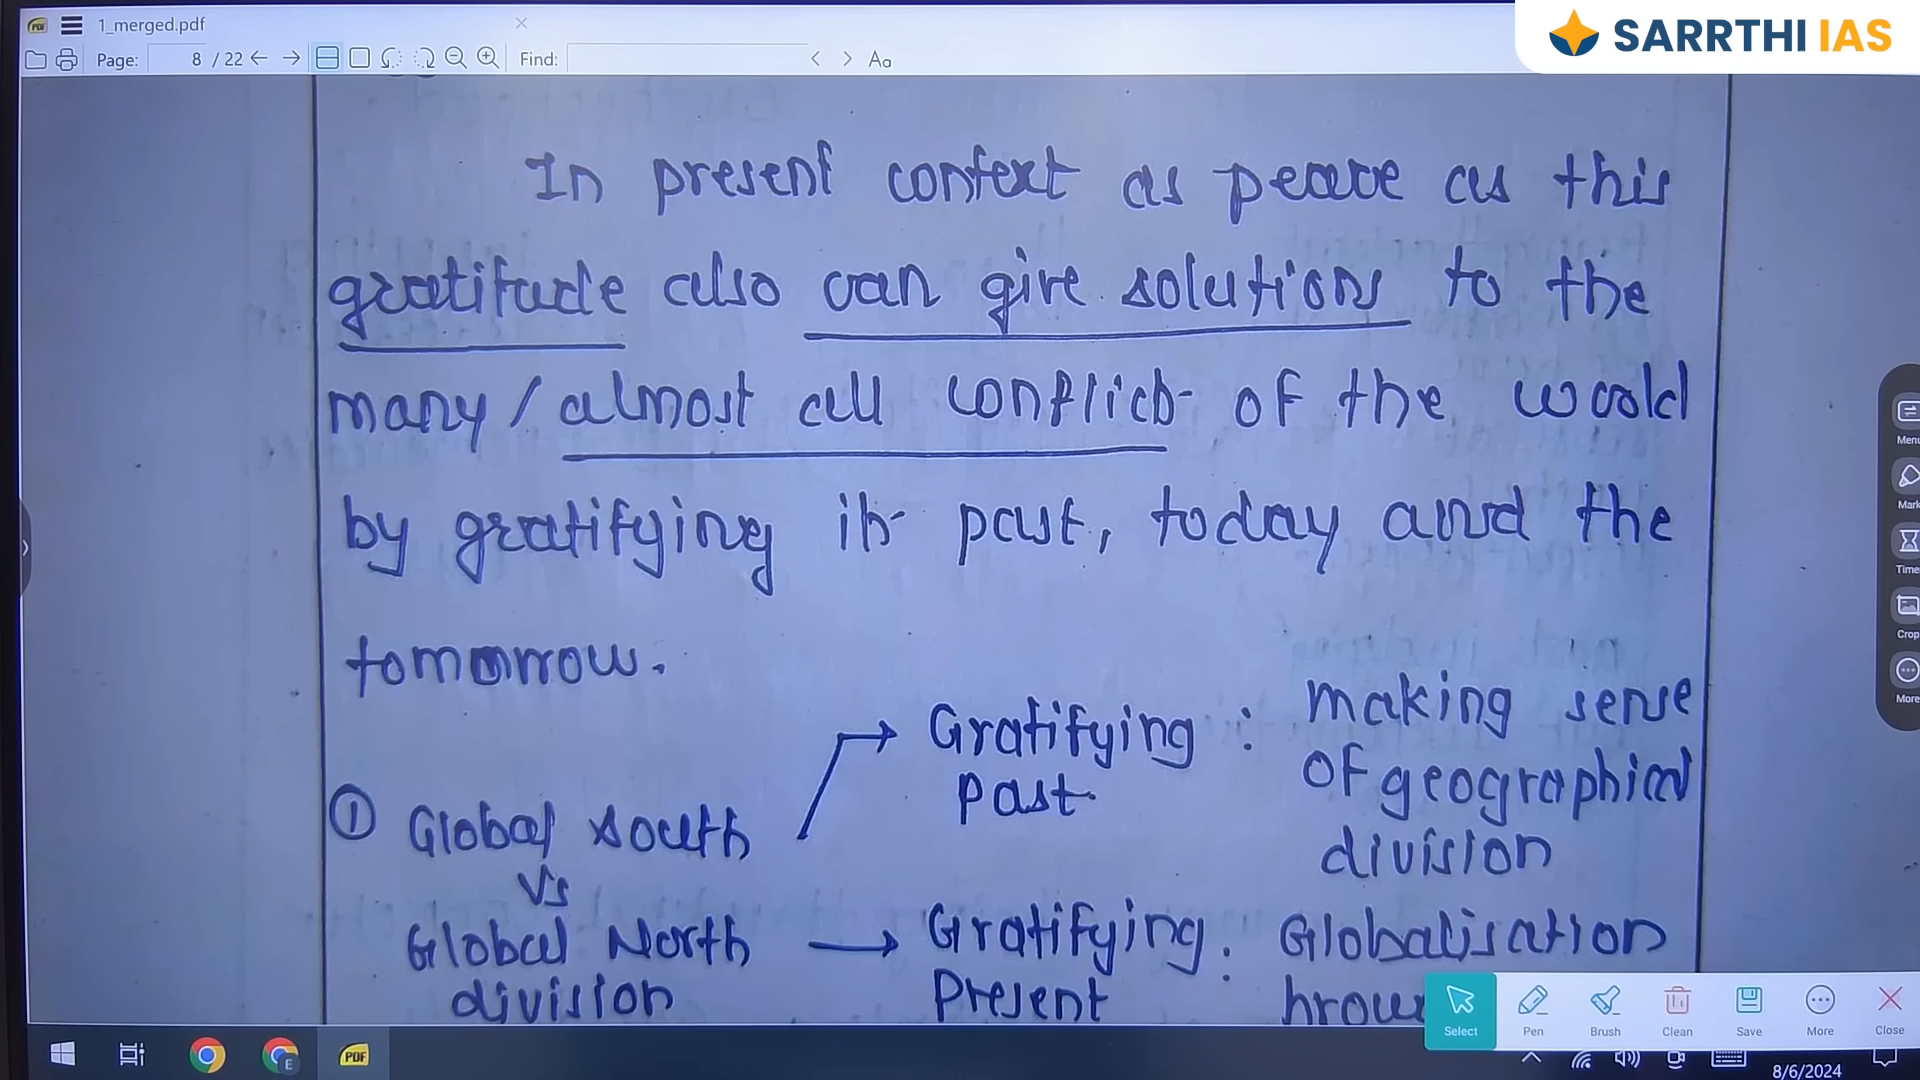 1_merged.pdf
SARRTHI IAS
Page: 8 / 22 Find: Aa
In present context as peace as this
gratitude also can give solutions to the
many / almost all conflicts of the world
by gratifying its past, today and the
tomorrow.
① Global South
Vs
Global North
division
Gratifying : making sense
past of geographical
division
Gratifying : Globalisation
Present
Menu
Mark
Time
Crop
More
Select Pen Brush Clean Save More Close
PDF
8/6/2024